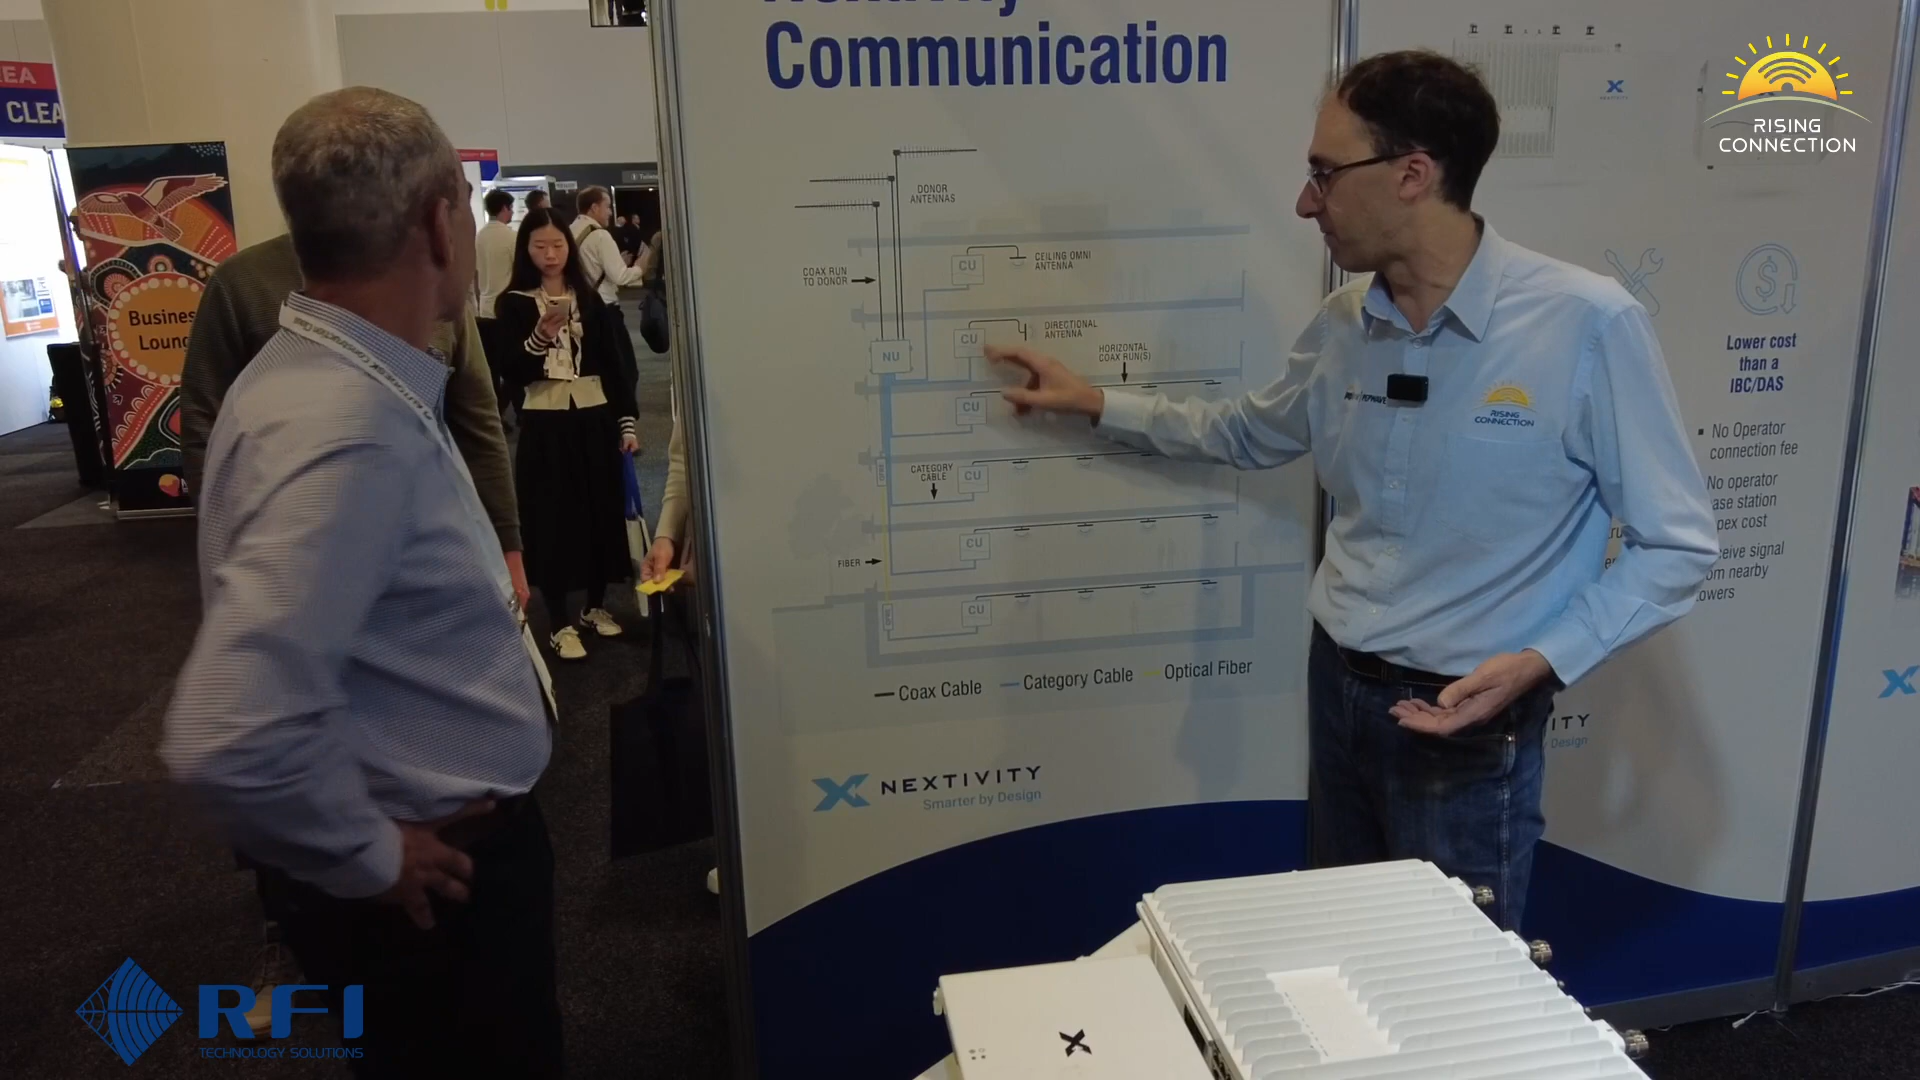 Communication
DONOR
ANTENNAS
COAX RUN
TO DONOR
CU
CEILING OMNI
ANTENNA
CU
DIRECTIONAL
ANTENNA
NU
HORIZONTAL
COAX RUN(S)
CU
CATEGORY
CABLE
CU
CU
FIBER
CU
Coax Cable
Category Cable
Optical Fiber
NEXTIVITY
Smarter by Design
RISING
CONNECTION
NEXTIVITY
Lower cost
than a
IBC/DAS
No Operator
connection fee
No operator
RISING
CONNECTION
CLEA
Busines
Loung
RFI
TECHNOLOGY SOLUTIONS